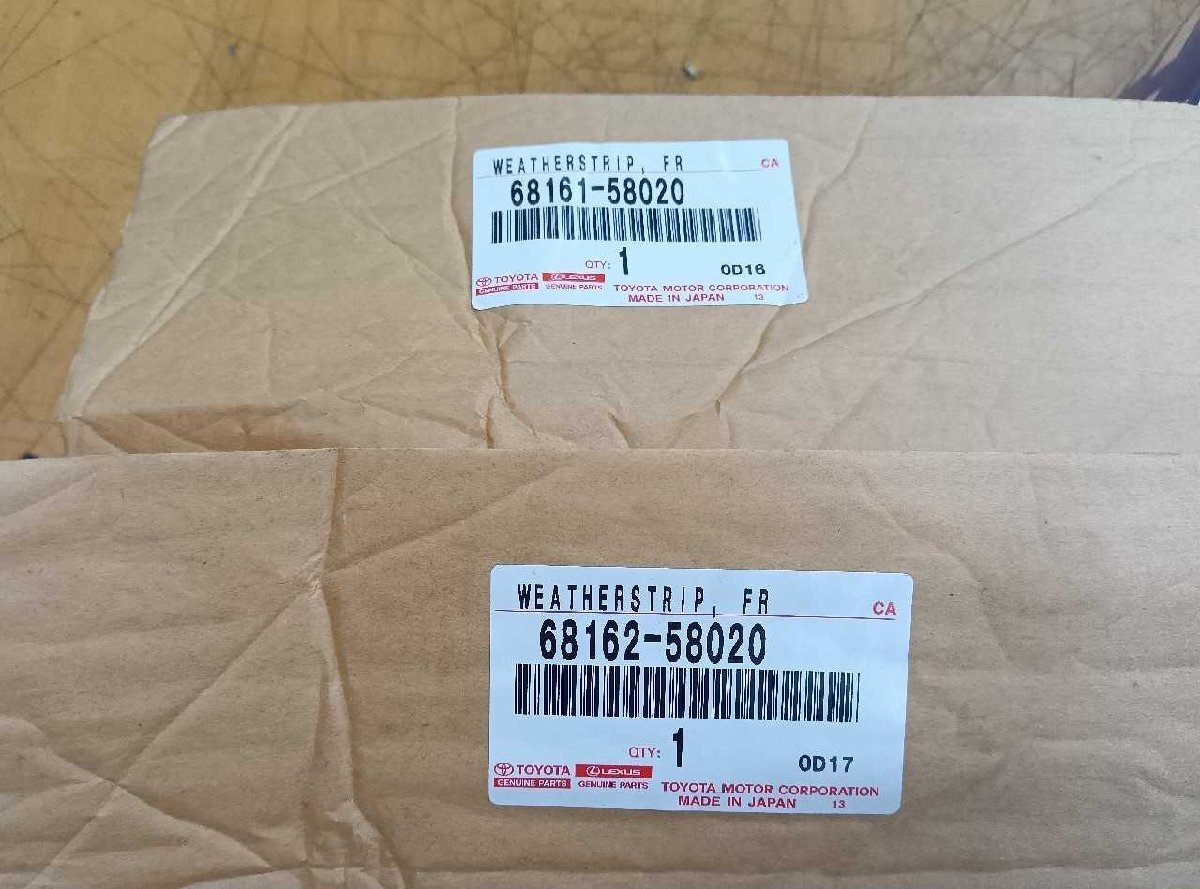 WEATHERSTRIP, FR
CA
68161-58020
QTY: 1
0D16
TOYOTA
GENUINE PARTS
LEXUS
GENUINE PARTS
TOYOTA MOTOR CORPORATION
MADE IN JAPAN 13
WEATHERSTRIP, FR
CA
68162-58020
QTY: 1
0D17
TOYOTA
GENUINE PARTS
LEXUS
GENUINE PARTS
TOYOTA MOTOR CORPORATION
MADE IN JAPAN 13